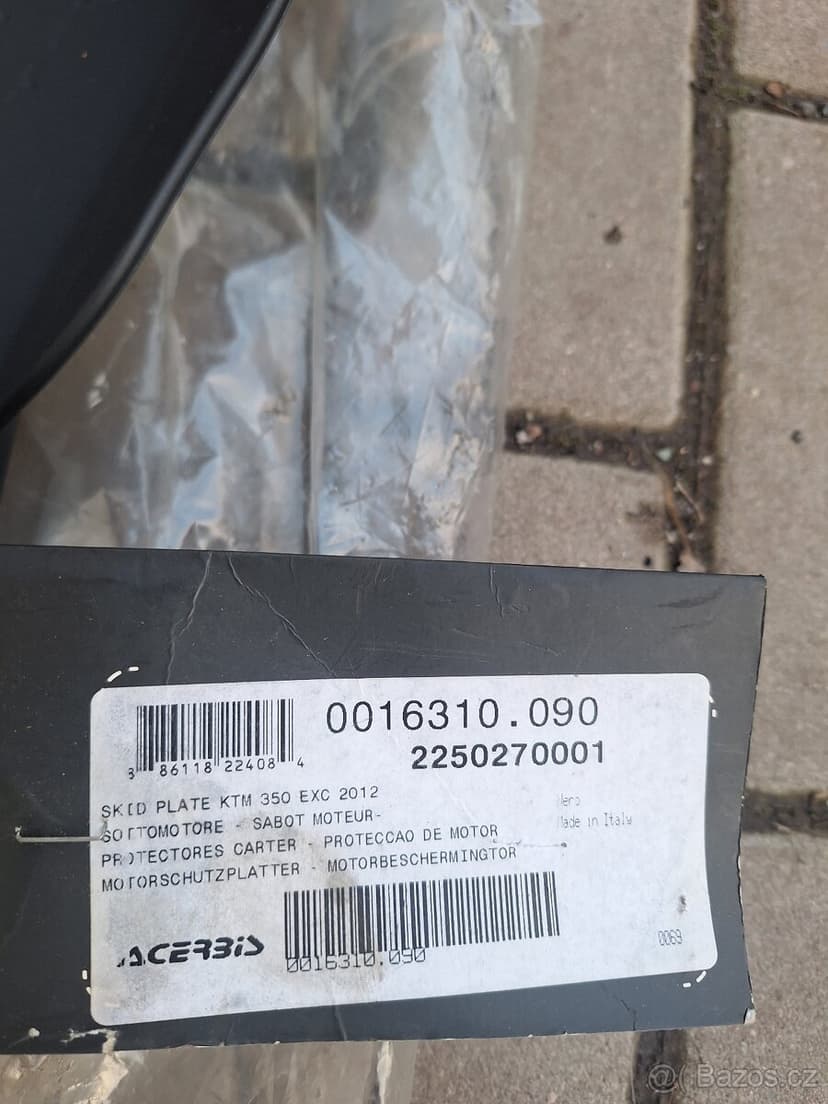 0016310.090
2250270001
3 86118 22408 4
SKID PLATE KTM 350 EXC 2012
SOTTOMOTORE - SABOT MOTEUR-
PROTECTORES CARTER - PROTECCAO DE MOTOR
MOTORSCHUTZPLATTER - MOTORBESCHERMINGTOR
Nero
Made in Italy
ACERBIS
0016310.090
0069
@( Bazos.cz